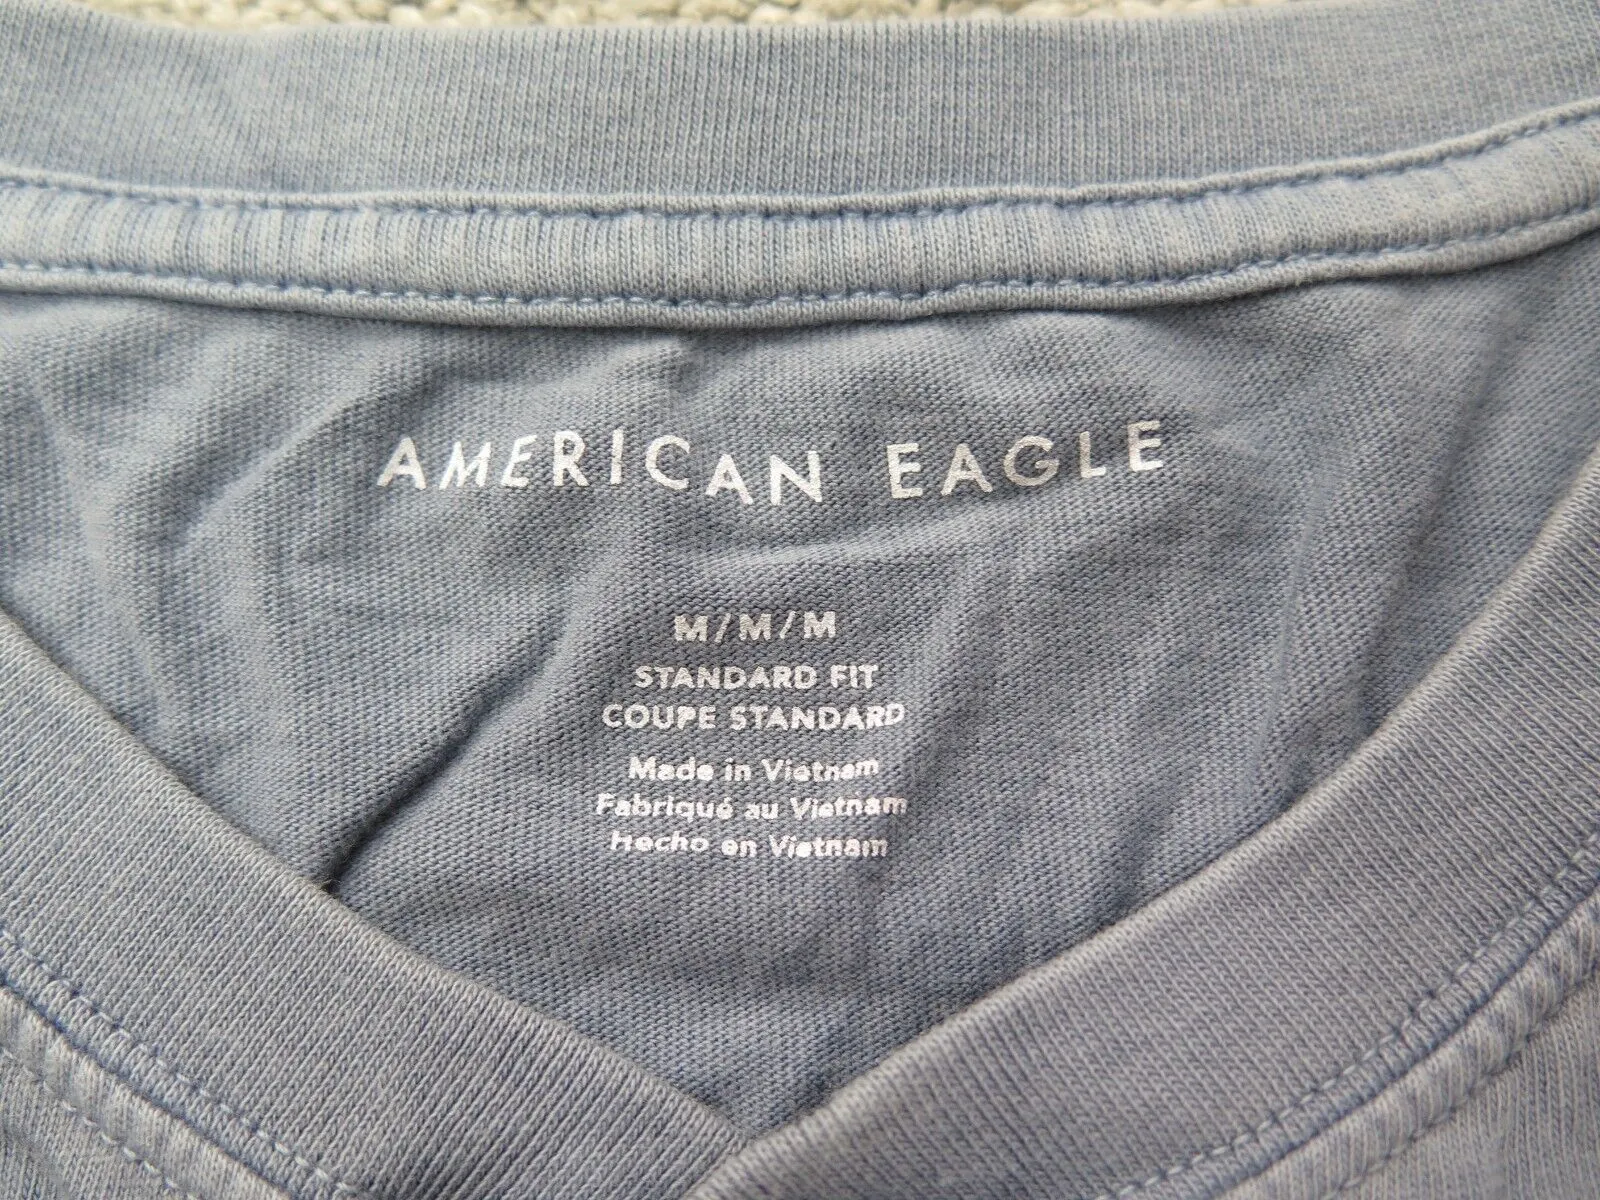 AMERICAN EAGLE
M/M/M
STANDARD FIT
COUPE STANDARD
Made in Vietnam
Fabriqué au Vietnam
Hecho en Vietnam